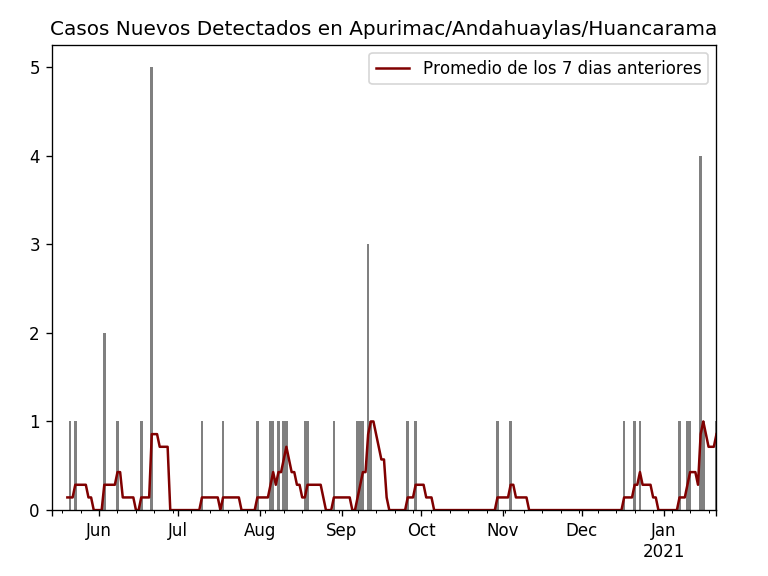 Casos Nuevos Detectados en Apurimac/Andahuaylas/Huancarama
Promedio de los 7 dias anteriores
5
4
3
2
1
0
Jun Jul Aug Sep Oct Nov Dec Jan
2021